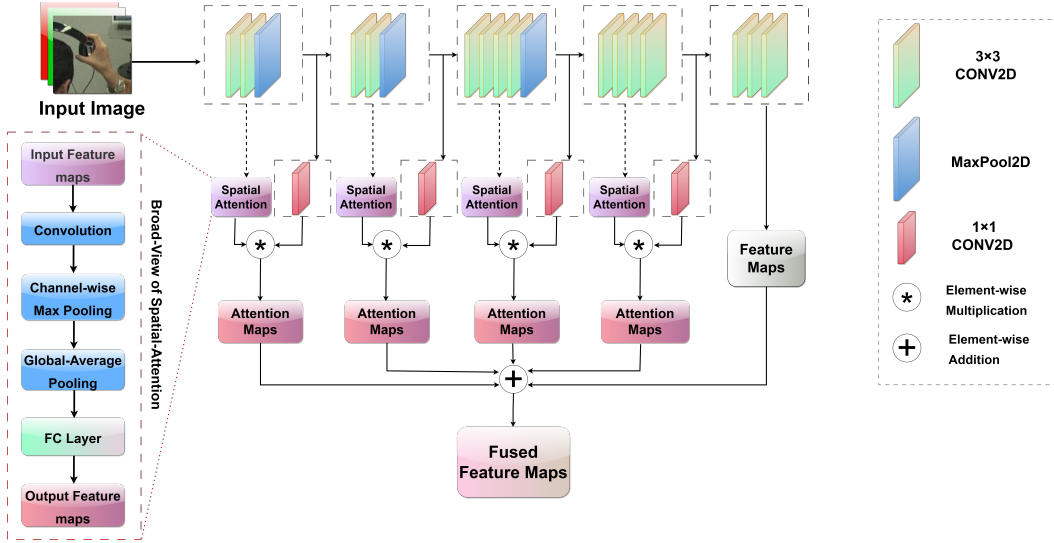 Input Image
Input Feature
maps
Convolution
Channel-wise
Max Pooling
Global-Average
Pooling
FC Layer
Output Feature
maps
Broad-View of Spatial-Attention
Spatial
Attention
Spatial
Attention
Spatial
Attention
Spatial
Attention
*
*
*
*
Attention
Maps
Attention
Maps
Attention
Maps
Attention
Maps
Feature
Maps
+
Fused
Feature Maps
3×3
CONV2D
MaxPool2D
1×1
CONV2D
*
Element-wise
Multiplication
+
Element-wise
Addition